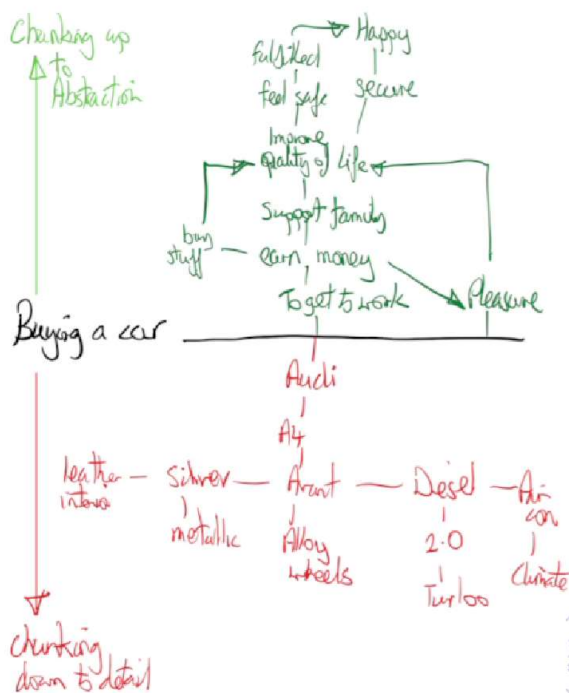 Chunking up
to
Abstraction
Happy
fulfilled
feel safe
secure
Improve
quality of life
Support family
buy
stuff
earn money
To get to work
Pleasure
Buying a car
Audi
A4
leather
Silver
Avant
Diesel
Air
con
metallic
Alloy
wheels
2.0
Climate
Turbo
Chunking
down to detail